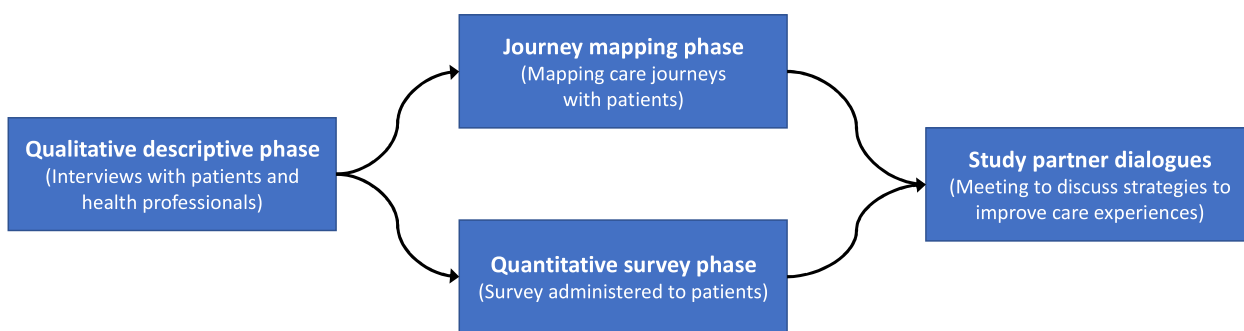 Qualitative descriptive phase
(Interviews with patients and
health professionals)
Journey mapping phase
(Mapping care journeys
with patients)
Quantitative survey phase
(Survey administered to patients)
Study partner dialogues
(Meeting to discuss strategies to
improve care experiences)